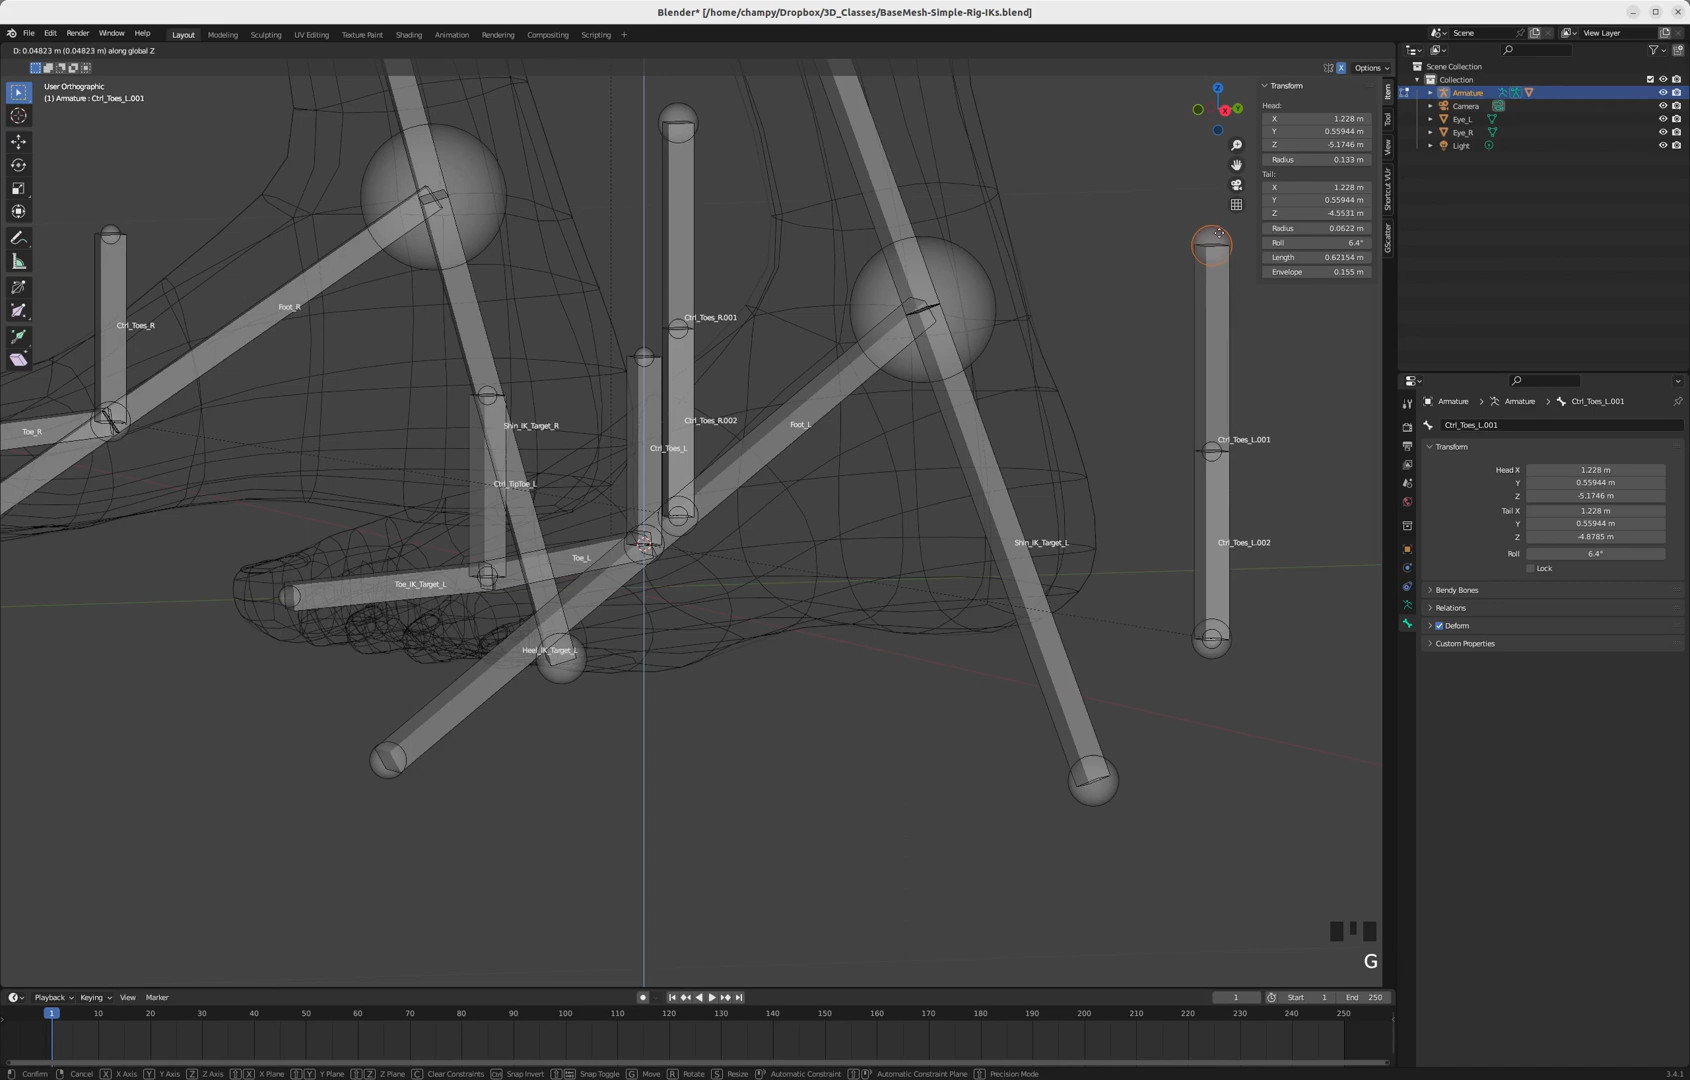 Blender* [/home/champy/Dropbox/3D_Classes/BaseMesh-Simple-Rig-IKs.blend]
File Edit Render Window Help Layout Modeling Sculpting UV Editing Texture Paint Shading Animation Rendering Compositing Scripting + Scene View Layer
D: 0.04823 m (0.04823 m) along global Z
X Options
User Orthographic
(1) Armature : Ctrl_Toes_L.001
Transform
Head:
X 1.228 m
Y 0.55944 m
Z -5.1746 m
Radius 0.133 m
Tail:
X 1.228 m
Y 0.55944 m
Z -4.5531 m
Radius 0.0622 m
Roll 6.4°
Length 0.62154 m
Envelope 0.155 m
Item
Tool
View
Shortcut VUr
GScatter
Z
X
Y
Foot_R
Ctrl_Toes_R
Toe_R
Shin_IK_Target_R
Ctrl_TipToe_L
Ctrl_Toes_R.001
Ctrl_Toes_R.002
Ctrl_Toes_L
Foot_L
Toe_L
Toe_IK_Target_L
Heel_IK_Target_L
Shin_IK_Target_L
Ctrl_Toes_L.001
Ctrl_Toes_L.002
G
Scene Collection
Collection
Armature
Camera
Eye_L
Eye_R
Light
Armature > Armature > Ctrl_Toes_L.001
Ctrl_Toes_L.001
Transform
Head X 1.228 m
Y 0.55944 m
Z -5.1746 m
Tail X 1.228 m
Y 0.55944 m
Z -4.8785 m
Roll 6.4°
Lock
Bendy Bones
Relations
Deform
Custom Properties
Playback Keying View Marker 1 Start 1 End 250
1 10 20 30 40 50 60 70 80 90 100 110 120 130 140 150 160 170 180 190 200 210 220 230 240 250
Confirm Cancel X X Axis Y Y Axis Z Z Axis X X Plane Y Y Plane Z Z Plane C Clear Constraints Ctrl Snap Invert Snap Toggle G Move R Rotate S Resize Automatic Constraint Automatic Constraint Plane Precision Mode 3.4.1